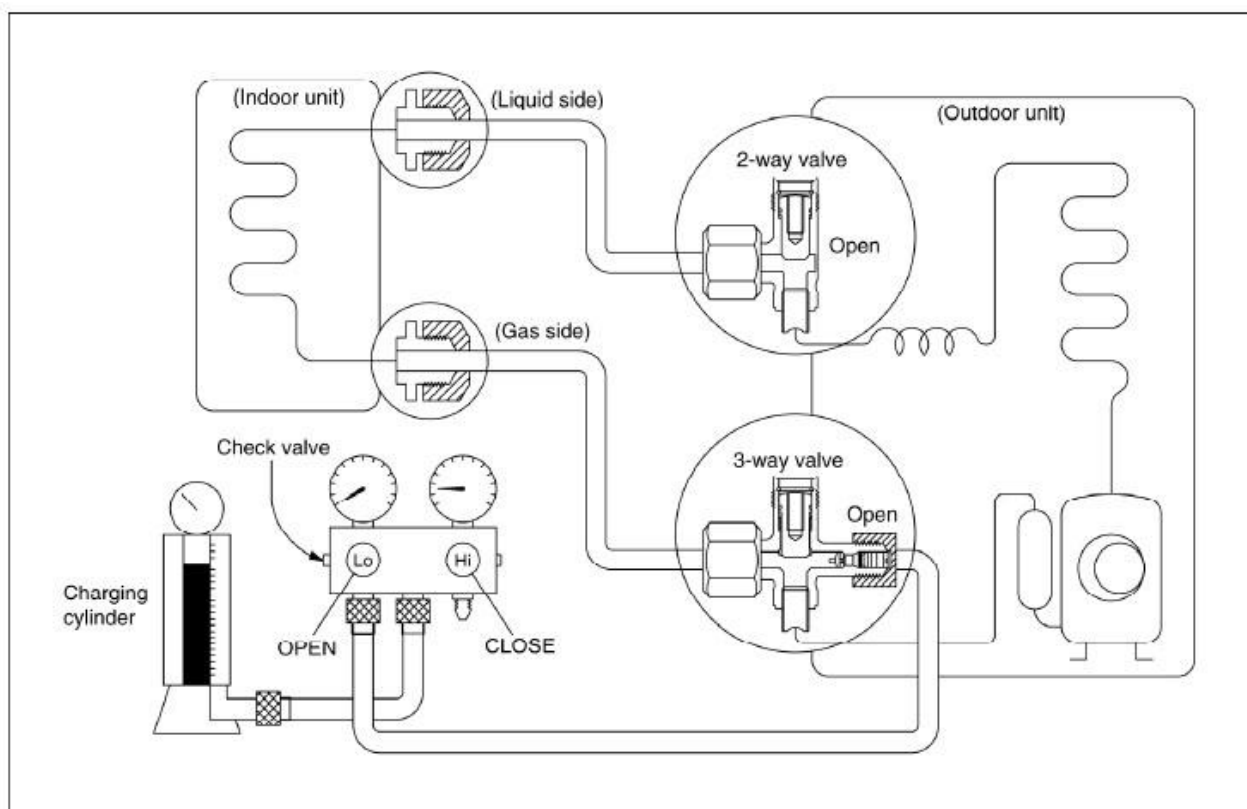 (Indoor unit)
(Liquid side)
(Outdoor unit)
2-way valve
Open
(Gas side)
Check valve
3-way valve
Open
Lo
Hi
Charging
cylinder
OPEN
CLOSE